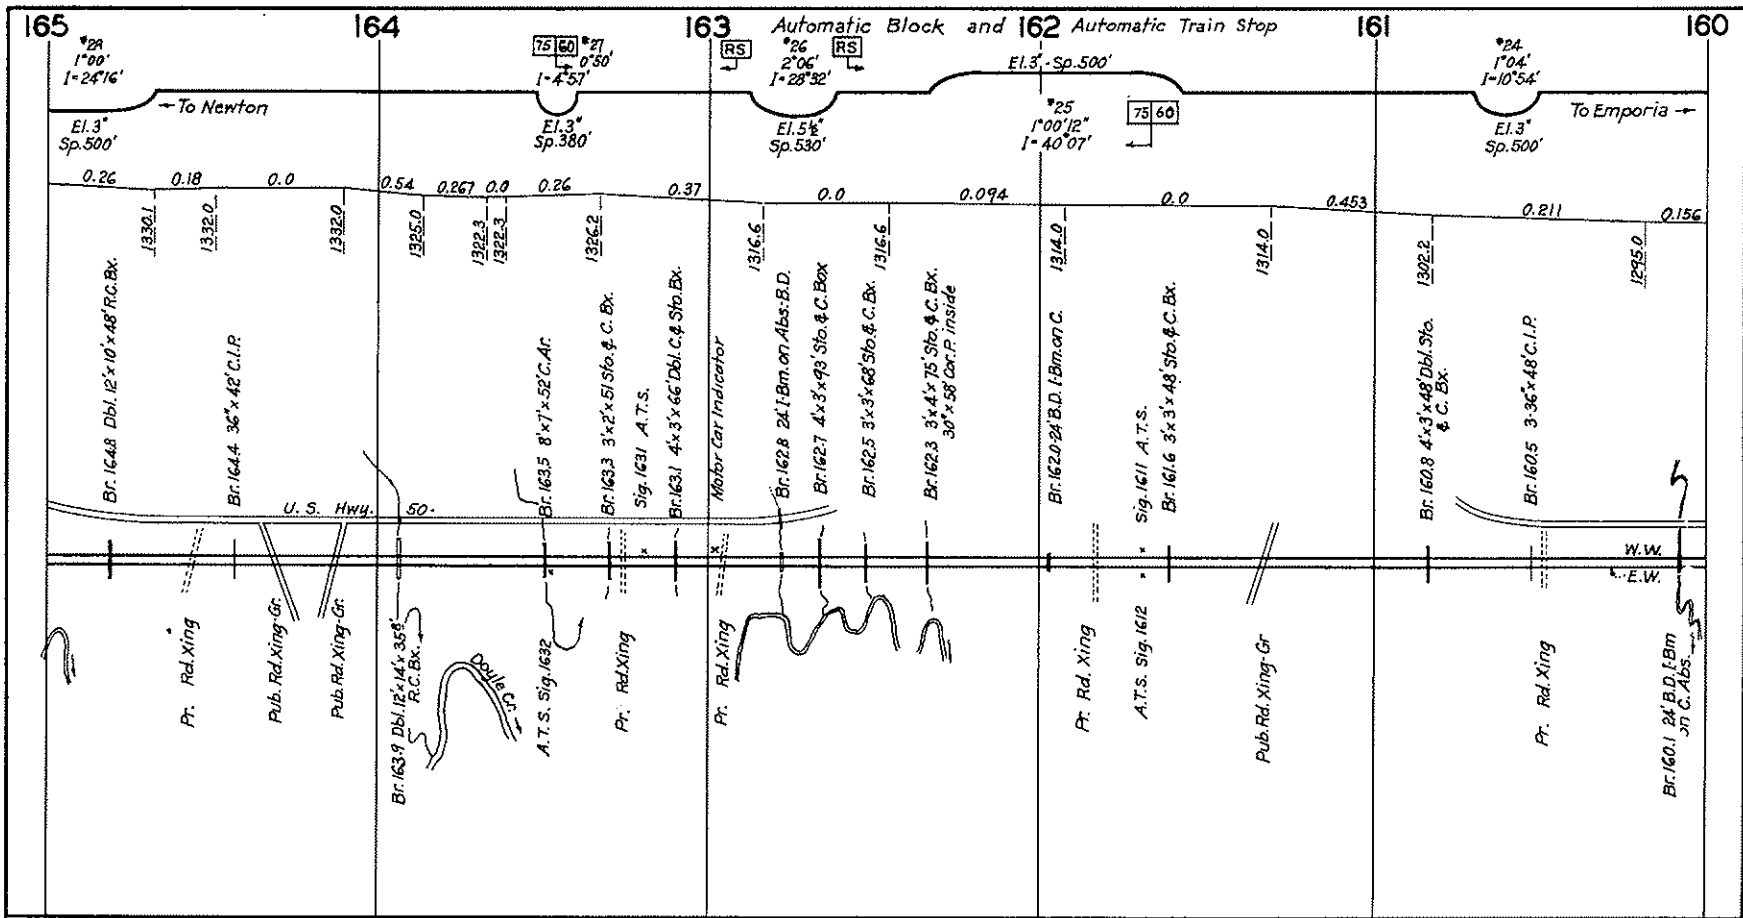 165
164
163
162
161
160
Automatic Block and Automatic Train Stop
#28
1°00'
I=24°16'
75 60
#27
0°50'
I=4°57'
RS
#26
2°06'
I=28°32'
RS
El.3"-Sp.500'
#24
1°04'
I=10°54'
←To Newton
El.3"
Sp.500'
El.3"
Sp.380'
El.5½"
Sp.530'
#25
1°00'12"
I=40°07'
75 60
El.3"
Sp.500'
To Emporia→
0.26
0.18
0.0
0.54
0.267
0.0
0.26
0.37
0.0
0.094
0.0
0.453
0.211
0.156
1330.1
1332.0
1332.0
1325.0
1322.3
1322.3
1326.2
1316.6
1316.6
1314.0
1314.0
1302.2
1295.0
Br.164.8 Dbl.12'x10'x48'R.C.Bx.
Br.164.4 36"x42'C.I.P.
Br.163.5 8'x7'x52'C.Ar.
Br.163.3 3'x2'x51'Sto.& C.Bx.
Sig.1631 A.T.S.
Br.163.1 4'x3'x66'Dbl.C.& Sto.Bx.
Motor Car Indicator
Br.162.8 24'I-Bm.on Abs.-B.D.
Br.162.7 4'x3'x93'Sto.& C.Box
Br.162.5 3'x3'x68'Sto.& C.Bx.
Br.162.3 3'x4'x75'Sto.& C.Bx.
30"x58'Cor.P. inside
Br.162.0-24'B.D.I-Bm.on C.
Sig.1611 A.T.S.
Br.161.6 3'x3'x48'Sto.& C.Bx.
Br.160.8 4'x3'x48'Dbl.Sto.
& C.Bx.
Br.160.5 3-36"x48'C.I.P.
U.S. Hwy. 50
W.W.
E.W.
Pr. Rd.Xing
Pub.Rd.Xing-Gr.
Pub.Rd.Xing-Gr.
Br.163.9 Dbl.12'x14'x35'
R.C.Bx.
Doyle Cr.→
A.T.S. Sig.1632
Pr. Rd.Xing
Pr. Rd.Xing
Pr. Rd.Xing
A.T.S. Sig.1612
Pub.Rd.Xing-Gr
Pr. Rd.Xing
Br.160.1 24'B.D.I-Bm
on C. Abs.